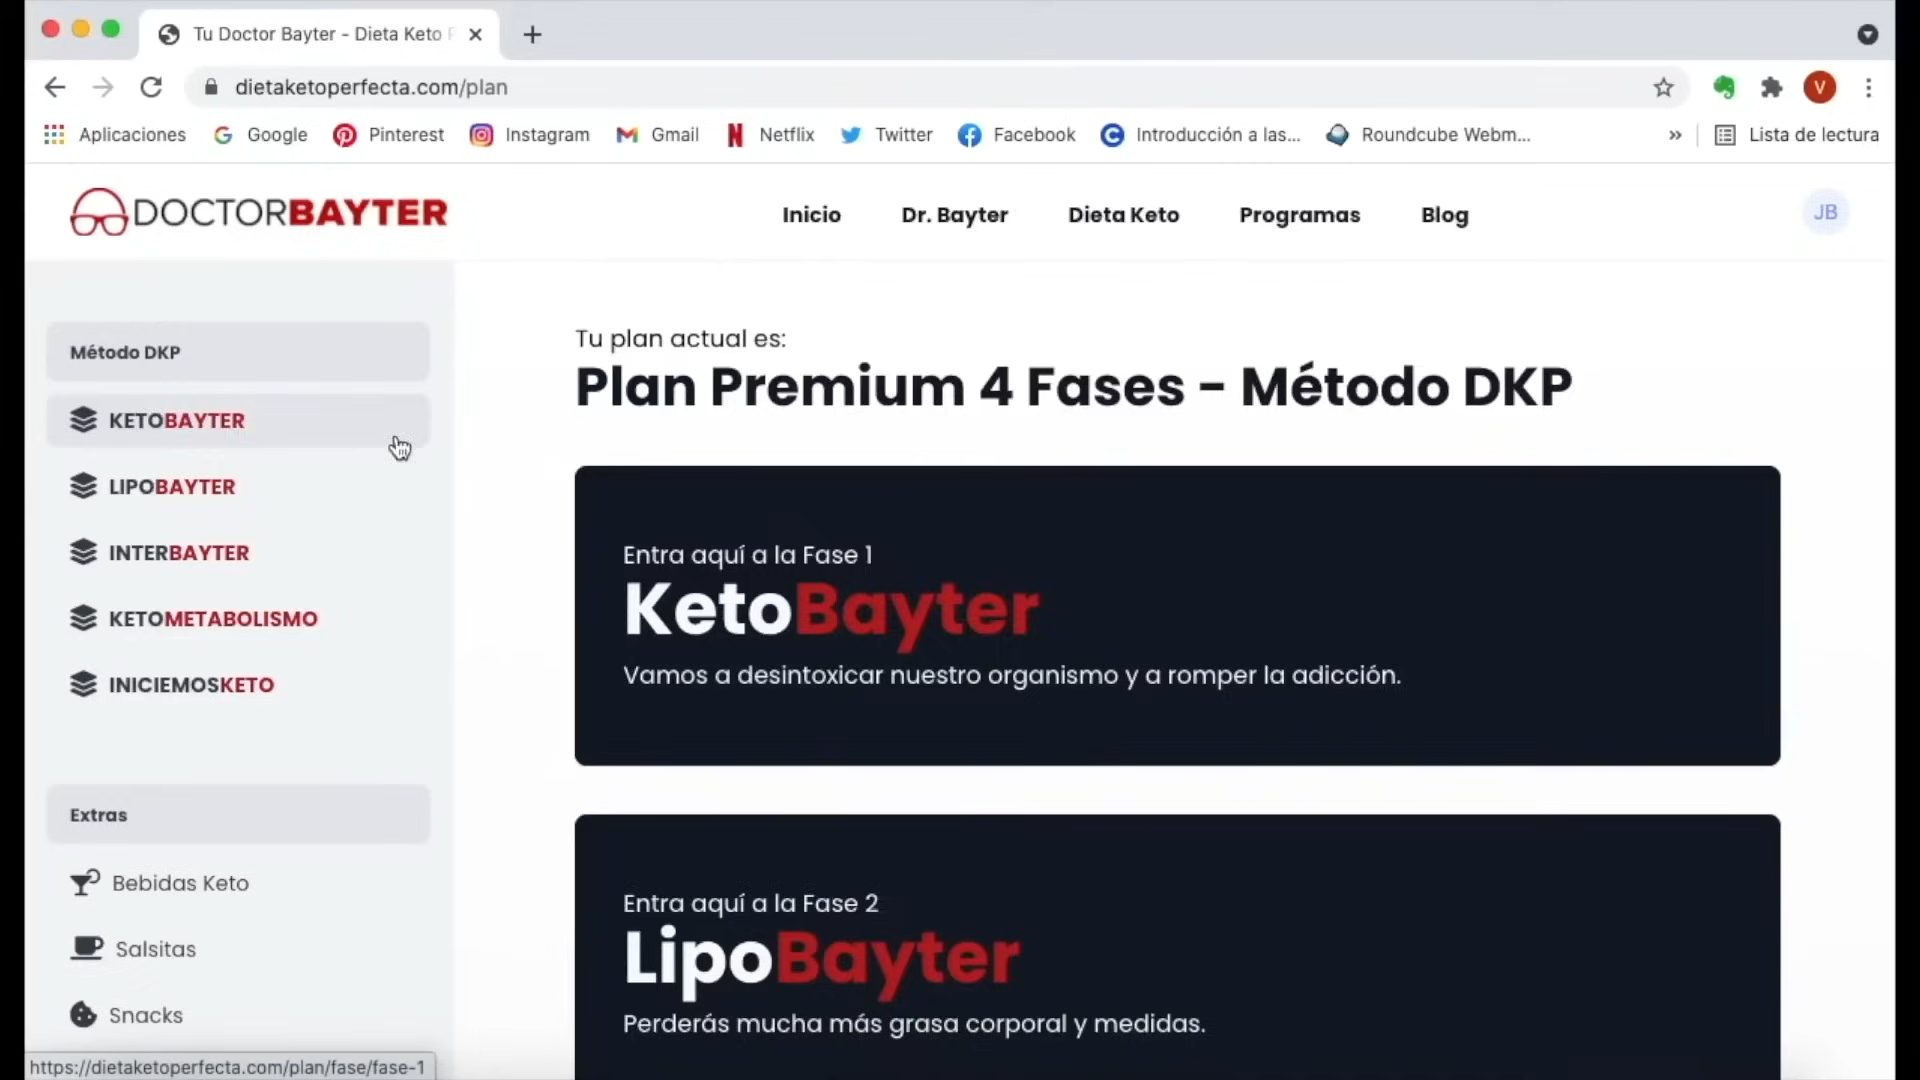 Tu Doctor Bayter - Dieta Keto P
dietaketoperfecta.com/plan
V
Aplicaciones
Google
Pinterest
Instagram
Gmail
Netflix
Twitter
Facebook
Introducción a las...
Roundcube Webm...
»
Lista de lectura
DOCTORBAYTER
Inicio
Dr. Bayter
Dieta Keto
Programas
Blog
JB
Método DKP
KETOBAYTER
LIPOBAYTER
INTERBAYTER
KETOMETABOLISMO
INICIEMOSKETO
Extras
Bebidas Keto
Salsitas
Snacks
Tu plan actual es:
Plan Premium 4 Fases - Método DKP
Entra aquí a la Fase 1
KetoBayter
Vamos a desintoxicar nuestro organismo y a romper la adicción.
Entra aquí a la Fase 2
LipoBayter
Perderás mucha más grasa corporal y medidas.
https://dietaketoperfecta.com/plan/fase/fase-1